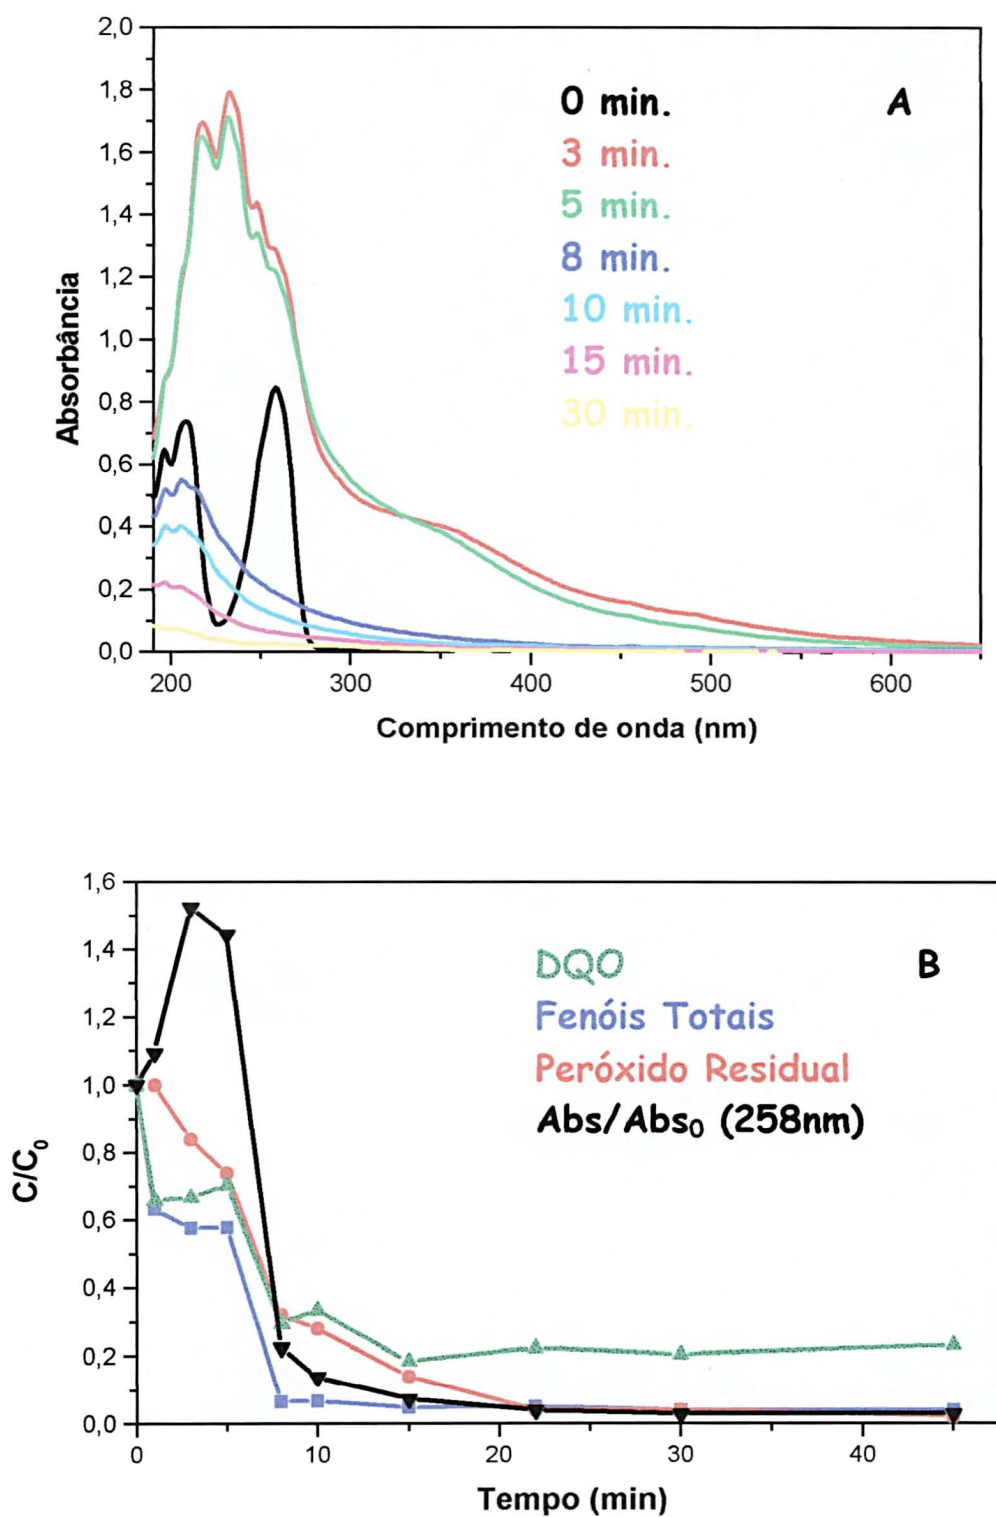 2,0
1,8
1,6
1,4
1,2
1,0
0,8
0,6
0,4
0,2
0,0
Absorbância
0 min.
3 min.
5 min.
8 min.
10 min.
15 min.
30 min.
A
200 300 400 500 600
Comprimento de onda (nm)
1,6
1,4
1,2
1,0
0,8
0,6
0,4
0,2
0,0
C/C₀
DQO
Fenóis Totais
Peróxido Residual
Abs/Abs₀ (258nm)
B
0 10 20 30 40
Tempo (min)